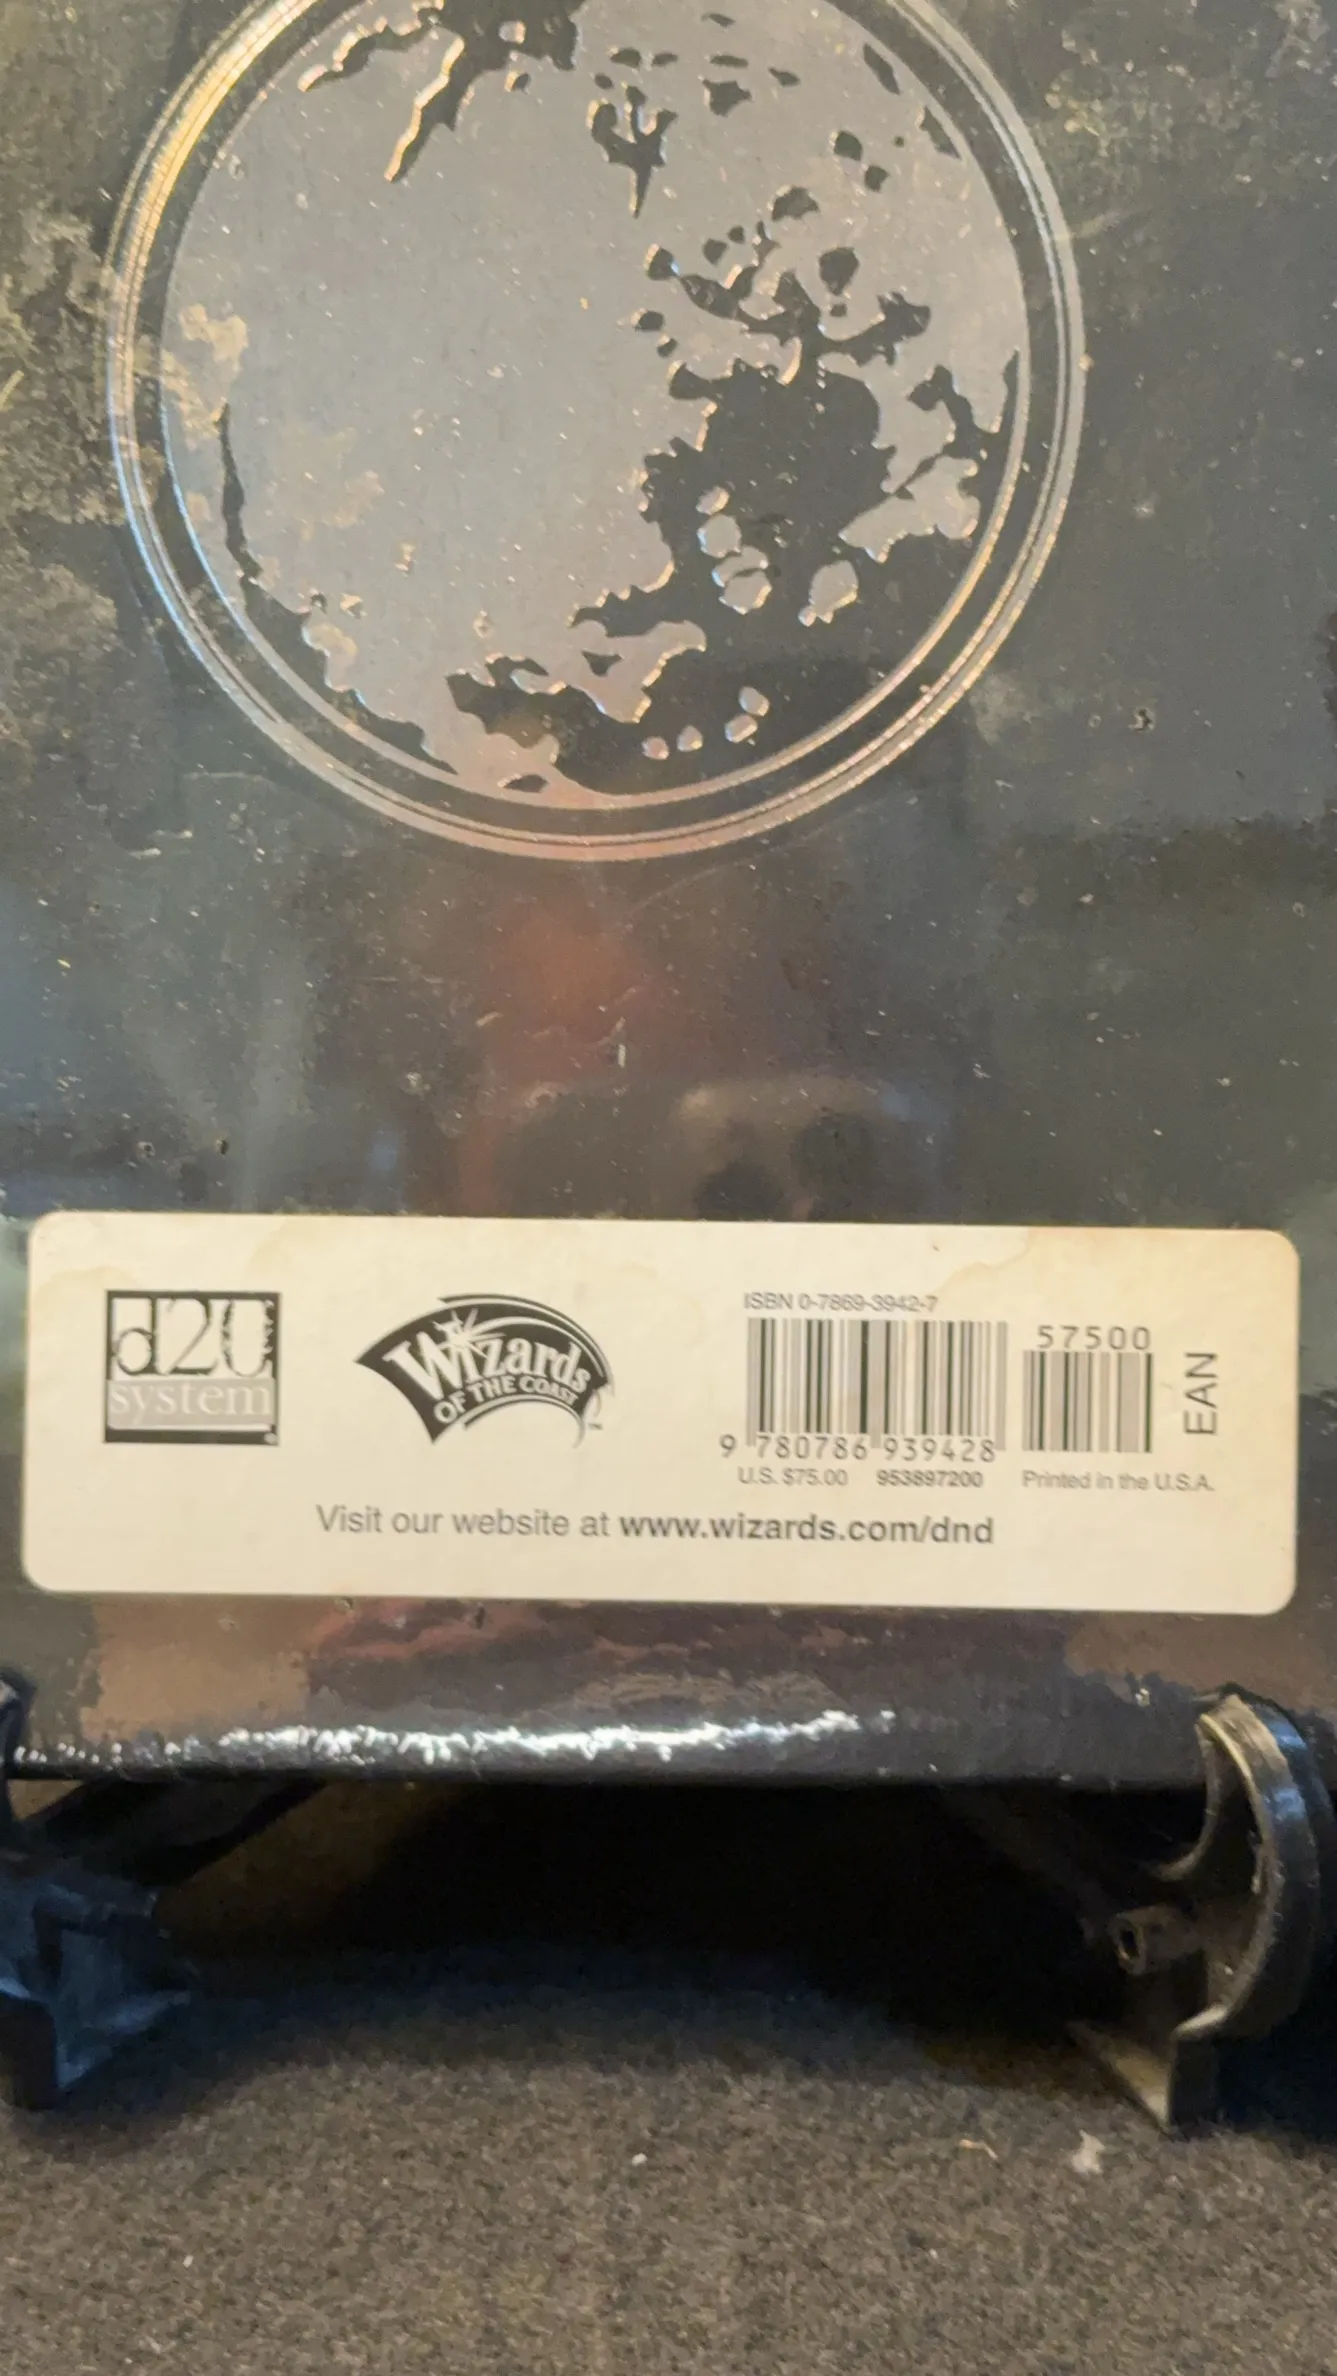 d20
system
Wizards
OF THE COAST
™
ISBN 0-7869-3942-7
57500
EAN
9 780786 939428
U.S. $75.00 953897200 Printed in the U.S.A.
Visit our website at www.wizards.com/dnd